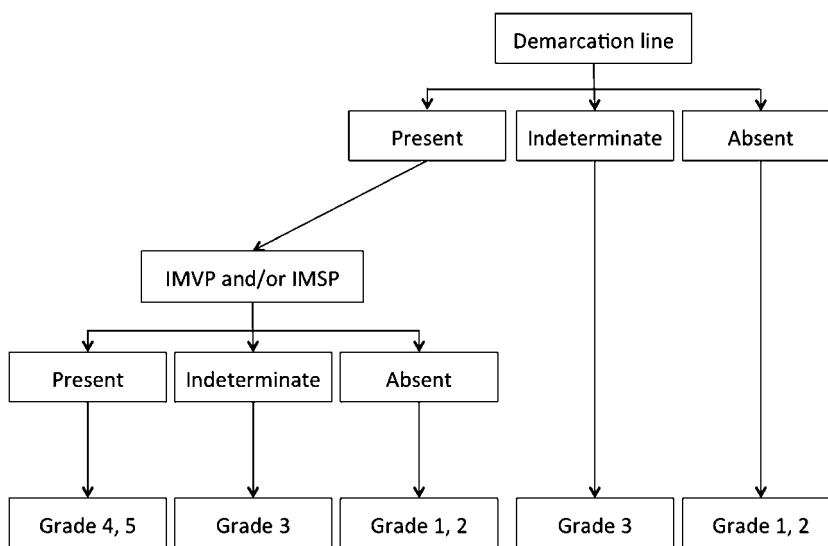 Demarcation line
Present
Indeterminate
Absent
IMVP and/or IMSP
Present
Indeterminate
Absent
Grade 4, 5
Grade 3
Grade 1, 2
Grade 3
Grade 1, 2